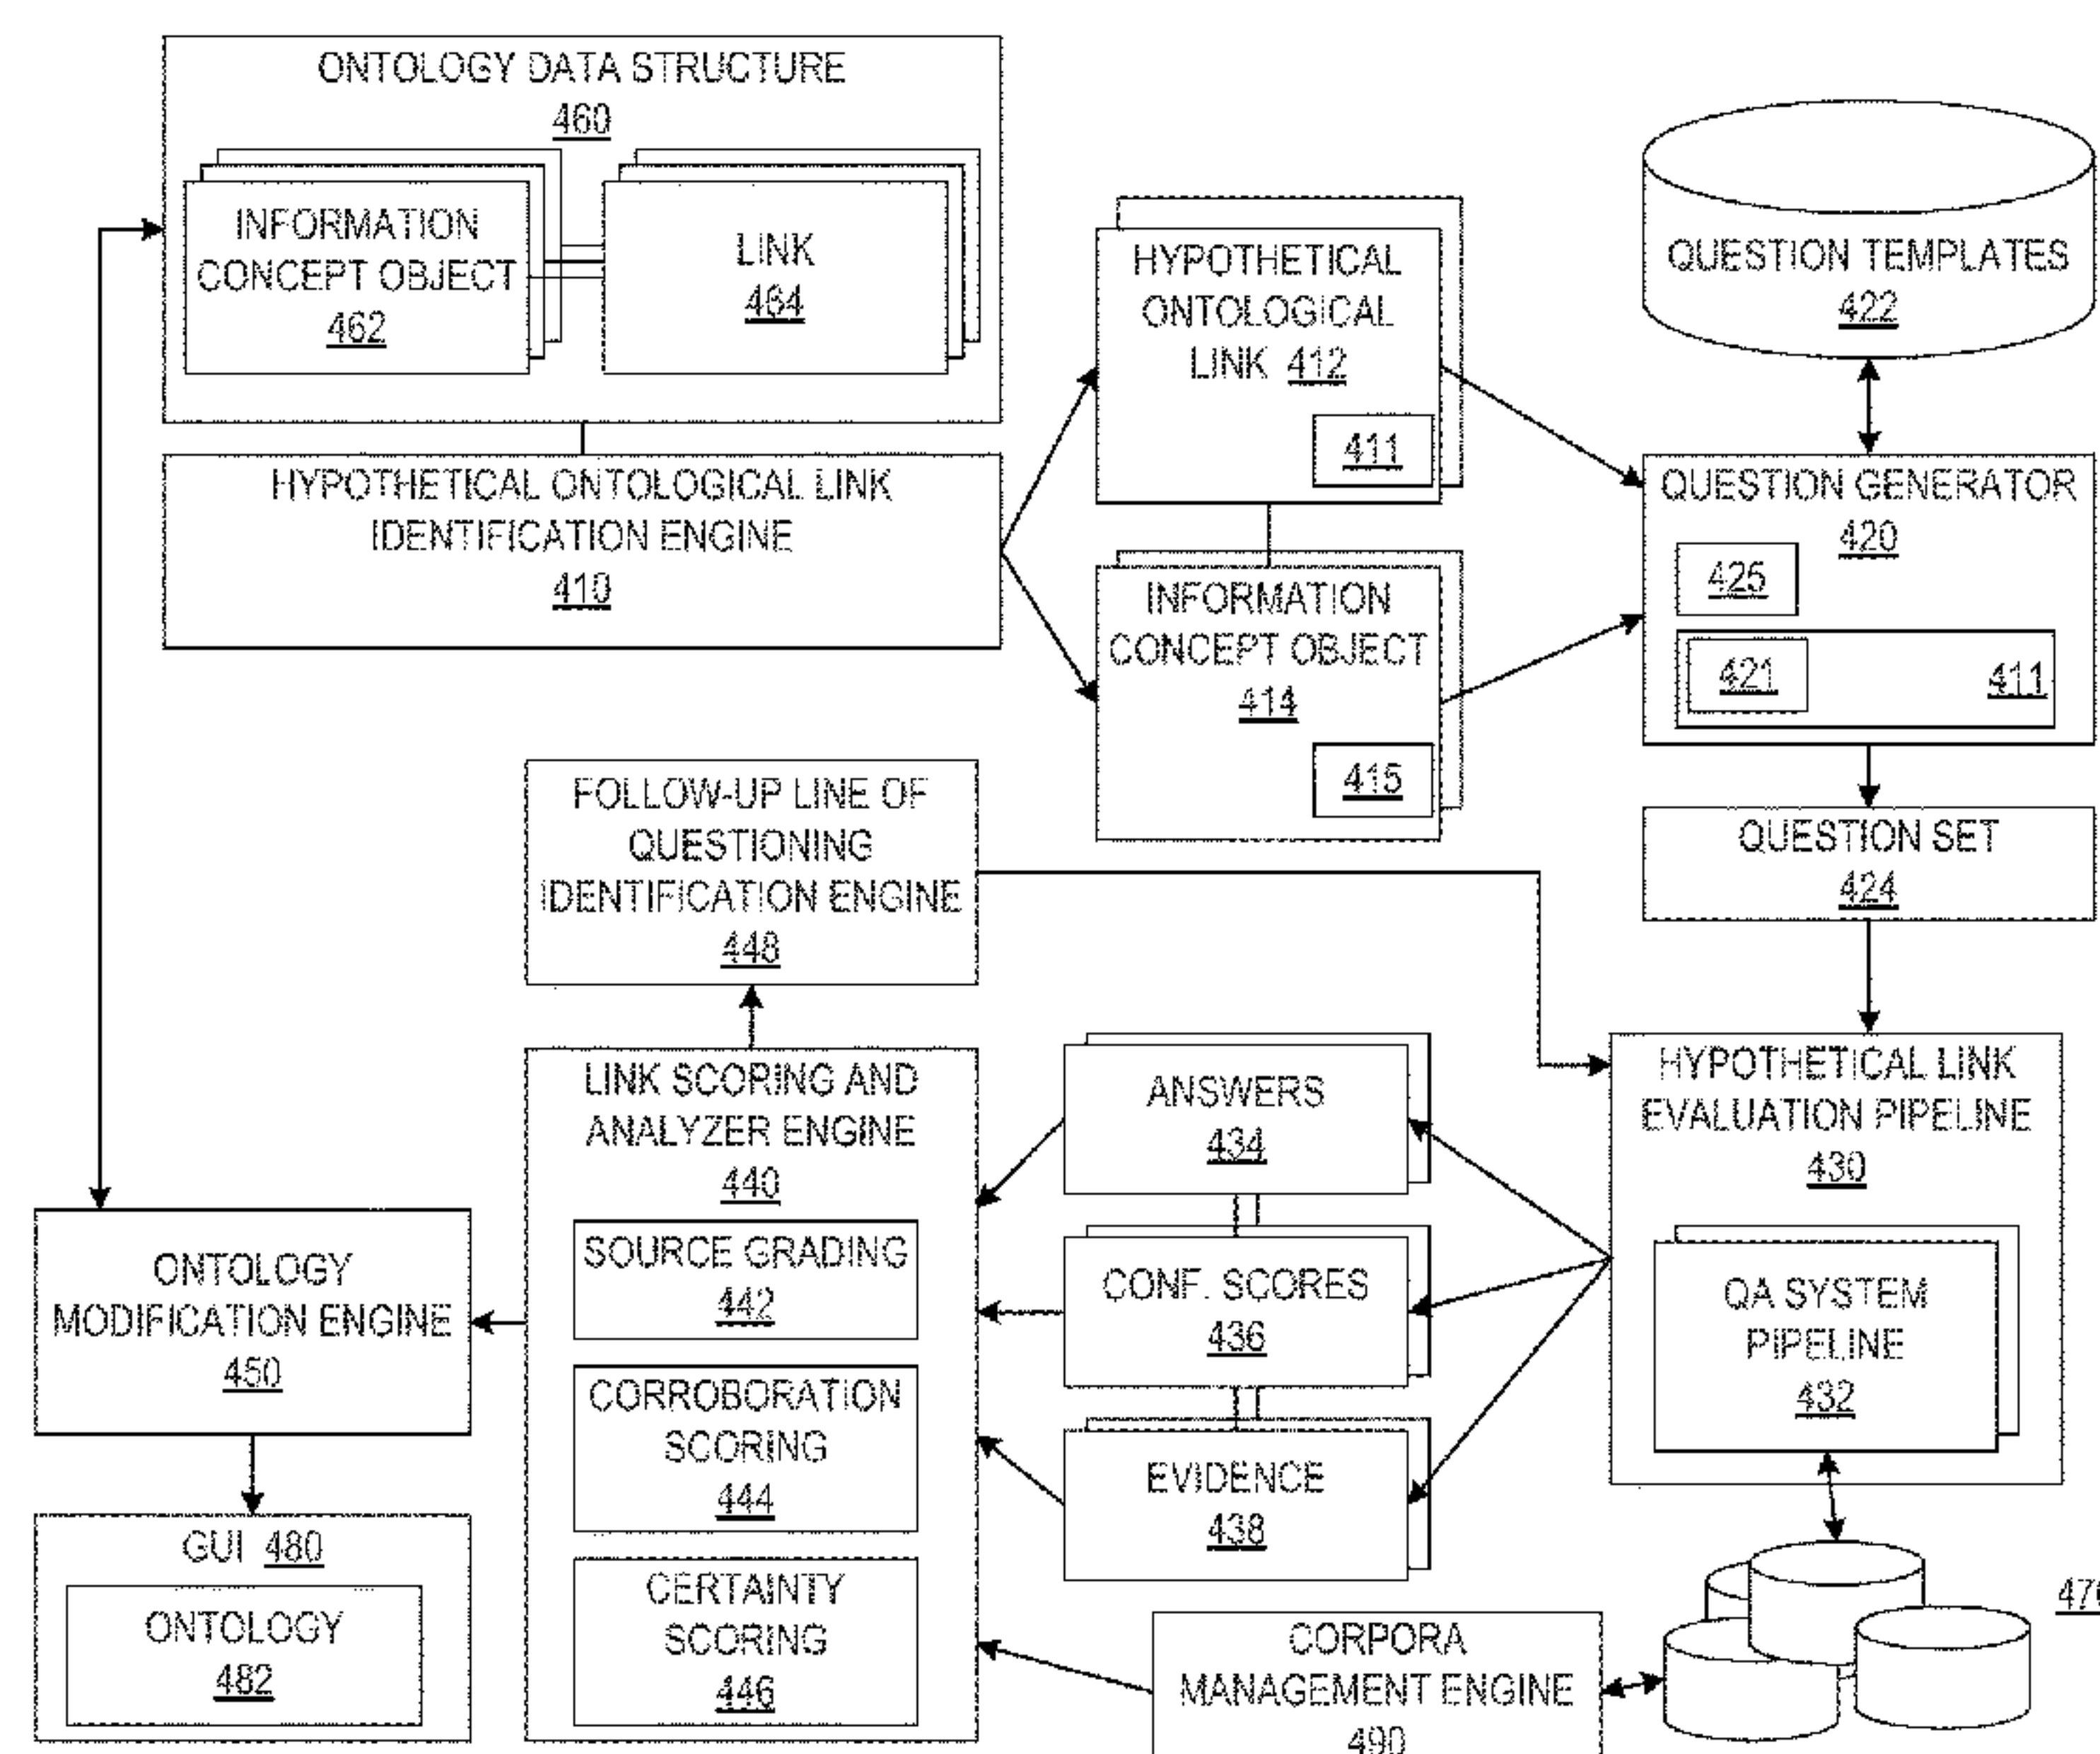 ONTOLOGY DATA STRUCTURE
460
INFORMATION
CONCEPT OBJECT
462
LINK
464
HYPOTHETICAL ONTOLOGICAL LINK
IDENTIFICATION ENGINE
410
HYPOTHETICAL
ONTOLOGICAL
LINK 412
411
INFORMATION
CONCEPT OBJECT
414
415
QUESTION TEMPLATES
422
QUESTION GENERATOR
420
425
421
411
QUESTION SET
424
FOLLOW-UP LINE OF
QUESTIONING
IDENTIFICATION ENGINE
448
LINK SCORING AND
ANALYZER ENGINE
440
SOURCE GRADING
442
CORROBORATION
SCORING
444
CERTAINTY
SCORING
446
ANSWERS
434
CONF. SCORES
436
EVIDENCE
438
HYPOTHETICAL LINK
EVALUATION PIPELINE
430
QA SYSTEM
PIPELINE
432
ONTOLOGY
MODIFICATION ENGINE
450
GUI 480
ONTOLOGY
482
CORPORA
MANAGEMENT ENGINE
490